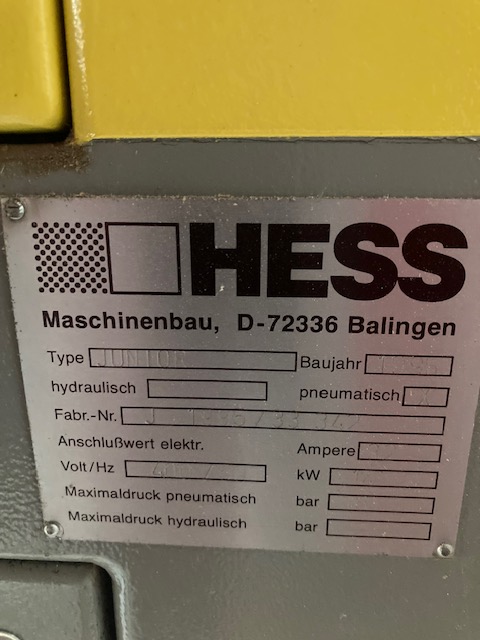 HESS
Maschinenbau, D-72336 Balingen
Type JUNIOR Baujahr
hydraulisch pneumatisch
Fabr.-Nr.
Anschlußwert elektr. Ampere
Volt/Hz kW
Maximaldruck pneumatisch bar
Maximaldruck hydraulisch bar